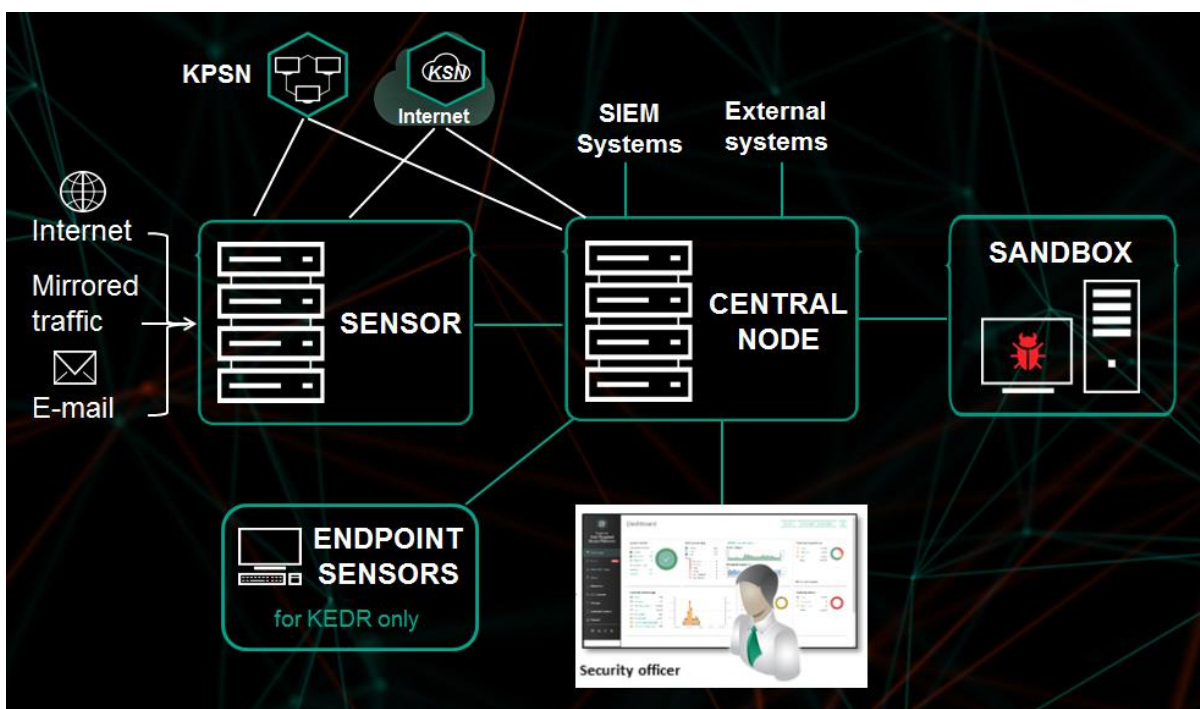 KPSN
KSN
Internet
SIEM
Systems
External
systems
Internet
Mirrored
traffic
E-mail
SENSOR
CENTRAL
NODE
SANDBOX
ENDPOINT
SENSORS
for KEDR only
Dashboard
Security officer